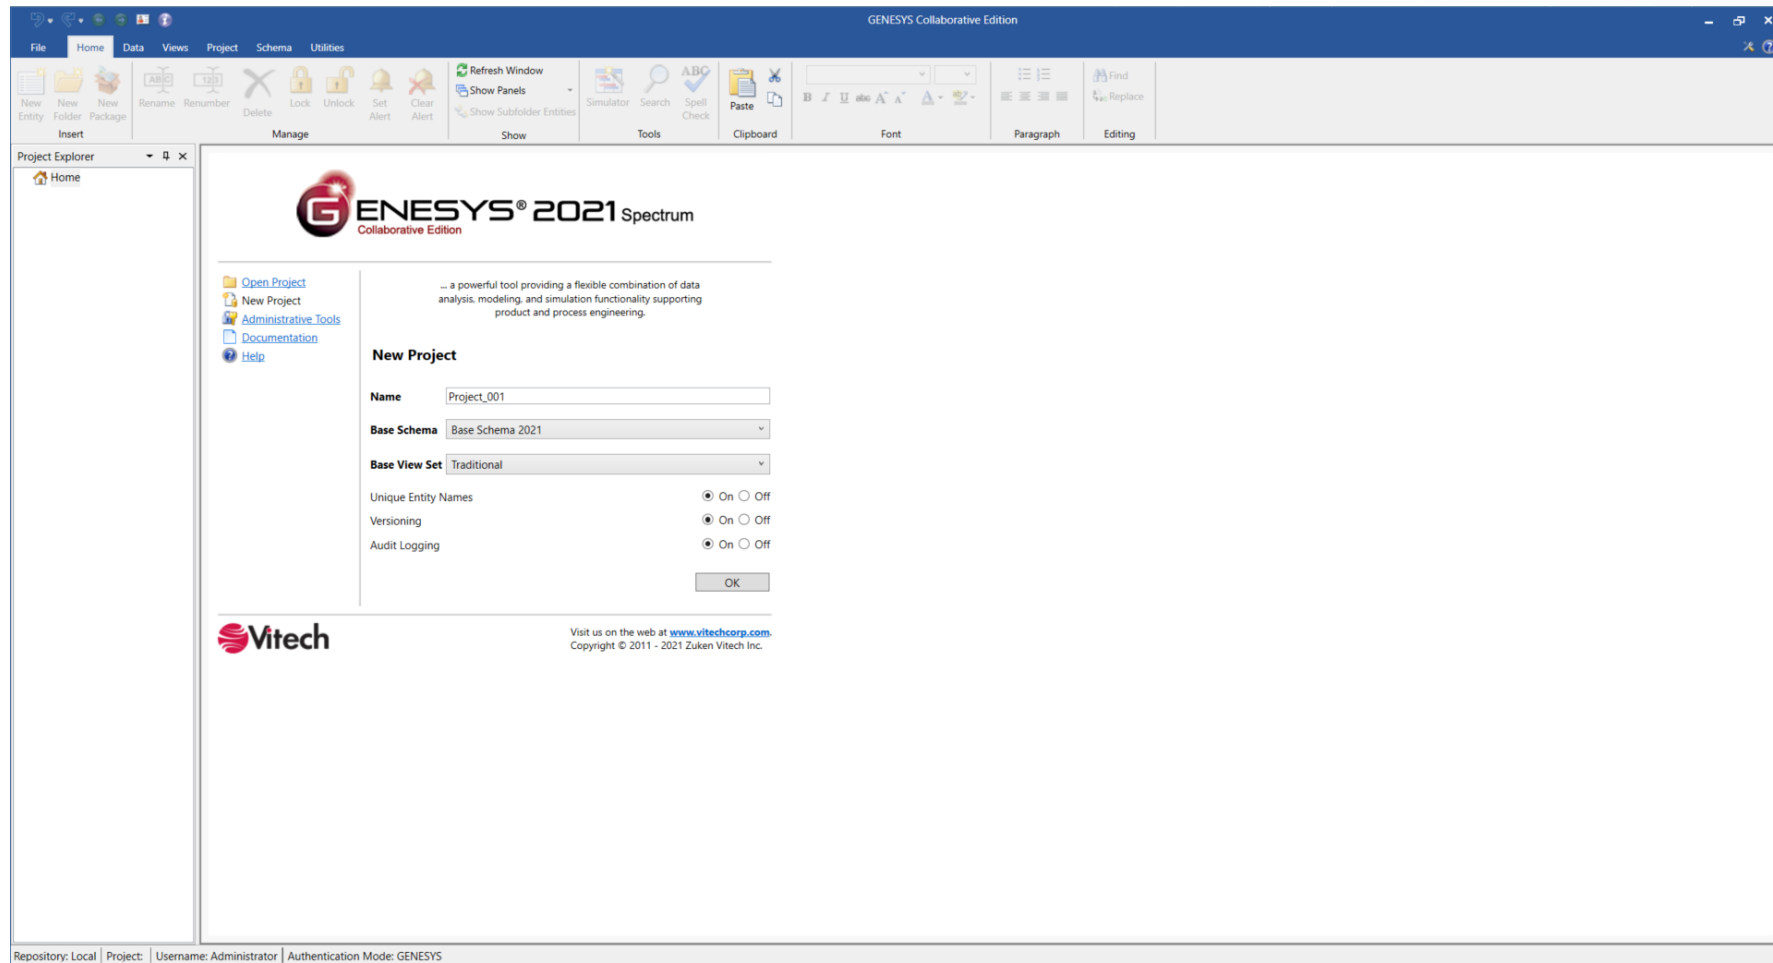 GENESYS Collaborative Edition
File Home Data Views Project Schema Utilities
New Entity
New Folder
New Package
Insert
Rename
Renumber
Delete
Lock
Unlock
Set Alert
Clear Alert
Manage
Refresh Window
Show Panels
Show Subfolder Entities
Show
Simulator
Search
ABC
Spell Check
Tools
Paste
Clipboard
B I U abc A A A
Font
Paragraph
Find
Replace
Editing
Project Explorer
Home
GENESYS® 2021 Spectrum
Collaborative Edition
Open Project
New Project
Administrative Tools
Documentation
Help
... a powerful tool providing a flexible combination of data
analysis, modeling, and simulation functionality supporting
product and process engineering.
New Project
Name Project_001
Base Schema Base Schema 2021
Base View Set Traditional
Unique Entity Names On Off
Versioning On Off
Audit Logging On Off
OK
Vitech
Visit us on the web at www.vitechcorp.com.
Copyright © 2011 - 2021 Zuken Vitech Inc.
Repository: Local Project: Username: Administrator Authentication Mode: GENESYS